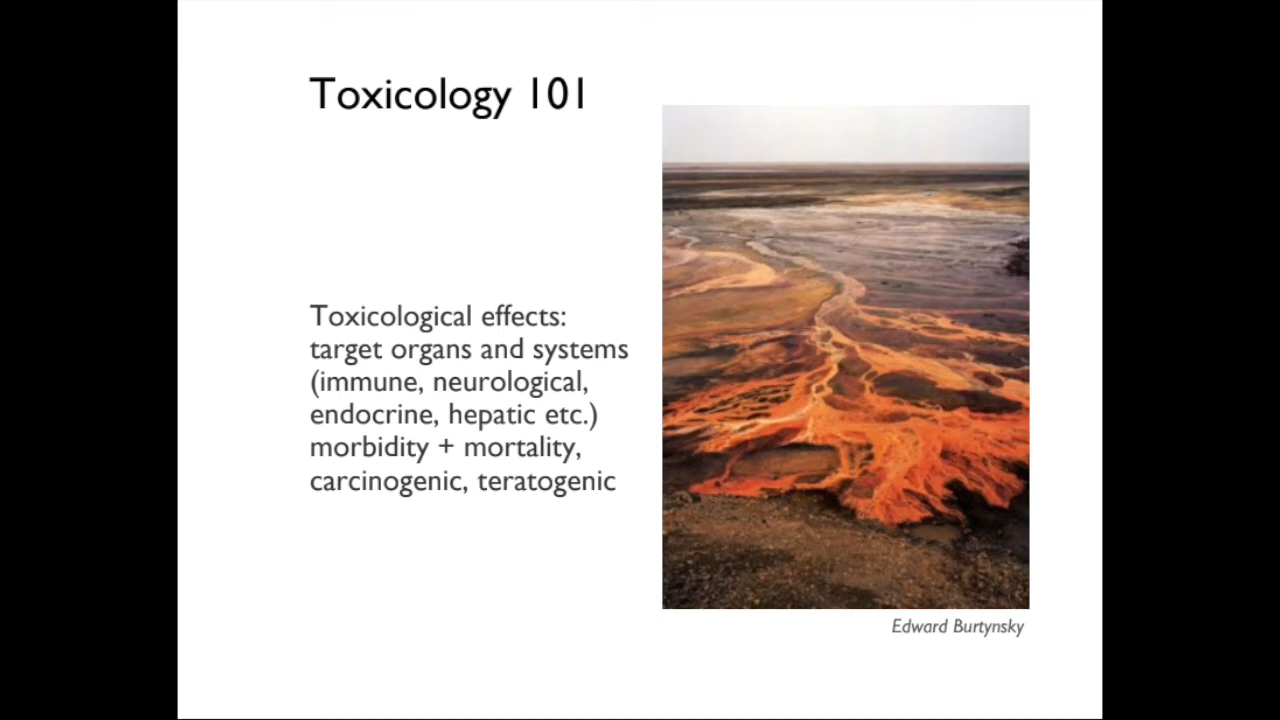 Toxicology 101
Toxicological effects:
target organs and systems
(immune, neurological,
endocrine, hepatic etc.)
morbidity + mortality,
carcinogenic, teratogenic
Edward Burtynsky